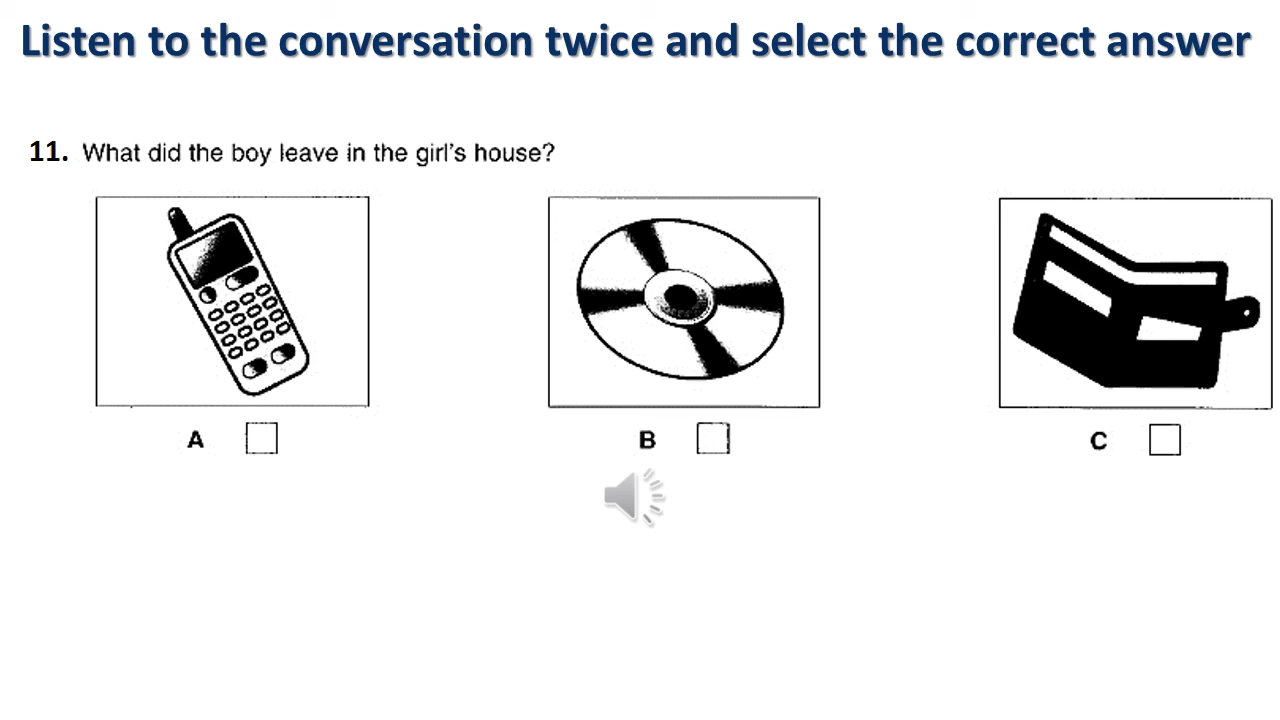 Listen to the conversation twice and select the correct answer
11. What did the boy leave in the girl's house?
A
B
C